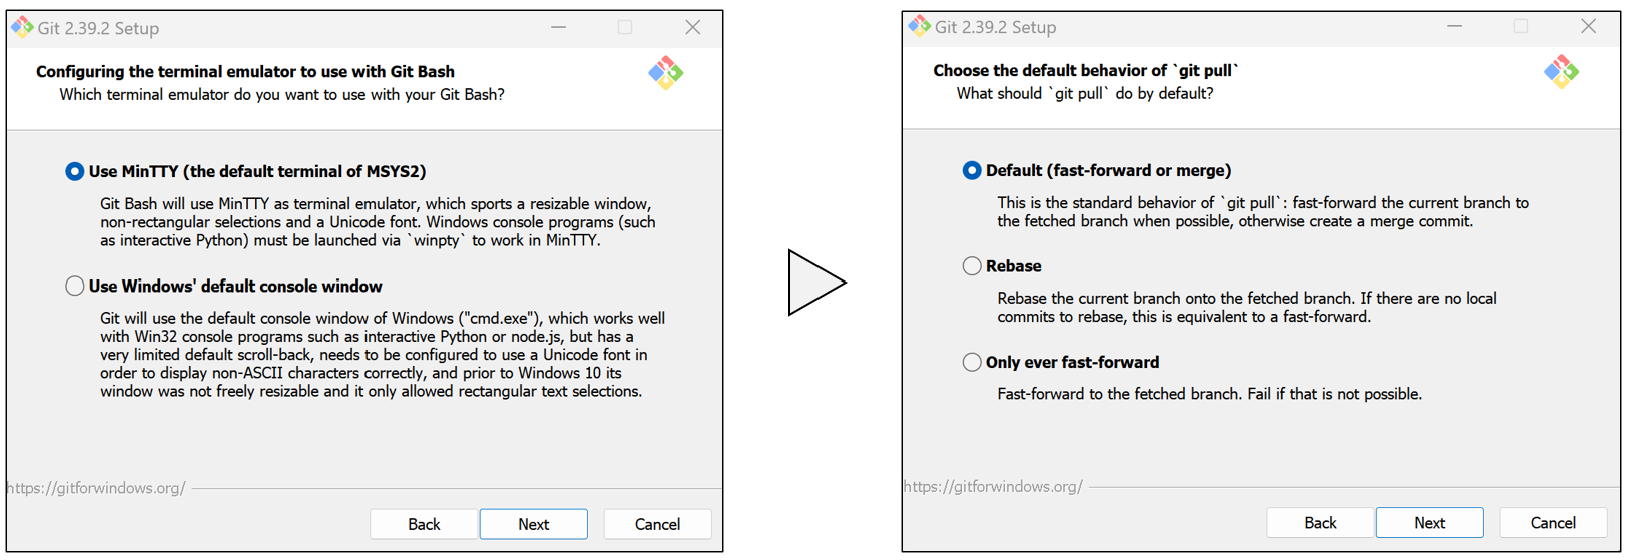 Git 2.39.2 Setup
Configuring the terminal emulator to use with Git Bash
Which terminal emulator do you want to use with your Git Bash?
Use MinTTY (the default terminal of MSYS2)
Git Bash will use MinTTY as terminal emulator, which sports a resizable window,
non-rectangular selections and a Unicode font. Windows console programs (such
as interactive Python) must be launched via `winpty` to work in MinTTY.
Use Windows' default console window
Git will use the default console window of Windows ("cmd.exe"), which works well
with Win32 console programs such as interactive Python or node.js, but has a
very limited default scroll-back, needs to be configured to use a Unicode font in
order to display non-ASCII characters correctly, and prior to Windows 10 its
window was not freely resizable and it only allowed rectangular text selections.
https://gitforwindows.org/
Back Next Cancel
Git 2.39.2 Setup
Choose the default behavior of `git pull`
What should `git pull` do by default?
Default (fast-forward or merge)
This is the standard behavior of `git pull`: fast-forward the current branch to
the fetched branch when possible, otherwise create a merge commit.
Rebase
Rebase the current branch onto the fetched branch. If there are no local
commits to rebase, this is equivalent to a fast-forward.
Only ever fast-forward
Fast-forward to the fetched branch. Fail if that is not possible.
https://gitforwindows.org/
Back Next Cancel